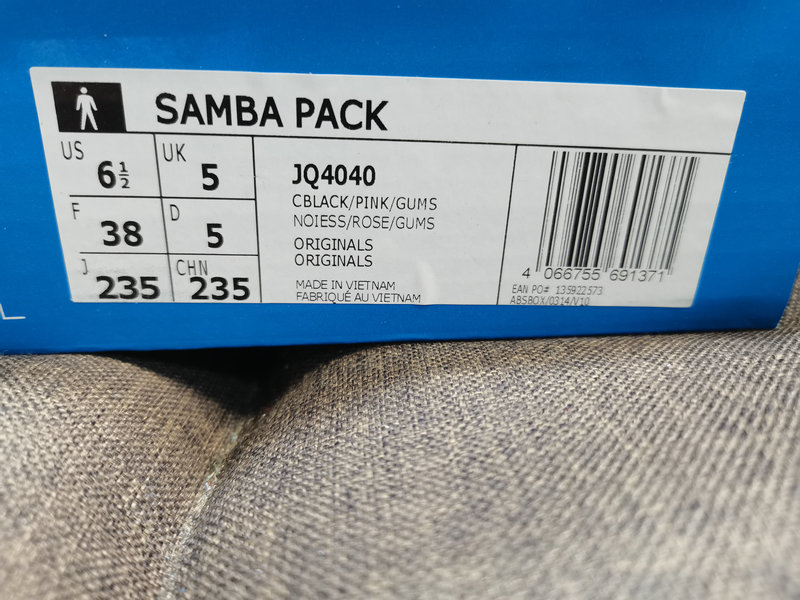 SAMBA PACK
US 6½ UK 5
F 38 D 5
J 235 CHN 235
JQ4040
CBLACK/PINK/GUMS
NOIESS/ROSE/GUMS
ORIGINALS
ORIGINALS
MADE IN VIETNAM
FABRIQUÉ AU VIETNAM
4 066755 691371
EAN PO# 135922573
ABSBOX/0314/V10
L